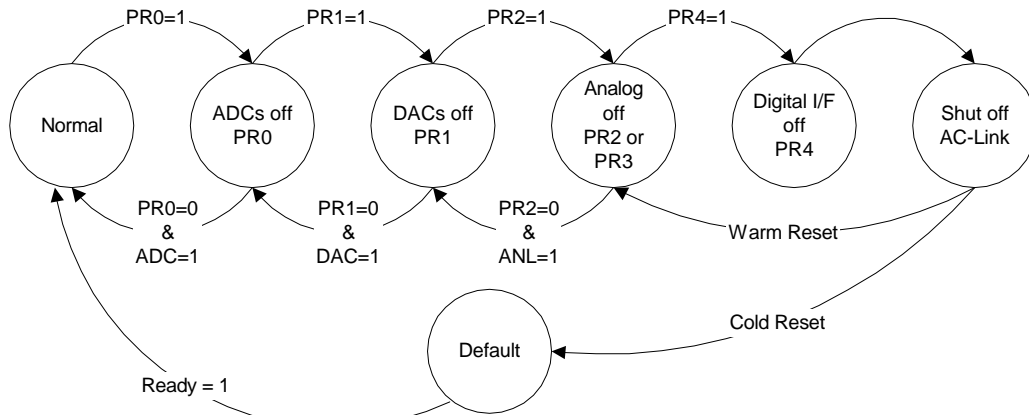 PR0=1
PR1=1
PR2=1
PR4=1
Normal
ADCs off
PR0
DACs off
PR1
Analog
off
PR2 or
PR3
Digital I/F
off
PR4
Shut off
AC-Link
PR0=0
&
ADC=1
PR1=0
&
DAC=1
PR2=0
&
ANL=1
Warm Reset
Cold Reset
Default
Ready = 1